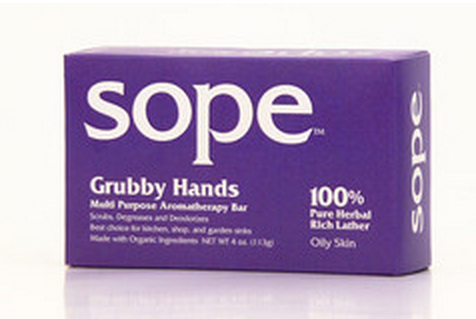 sope™
Grubby Hands
Multi Purpose Aromatherapy Bar
Scrubs, Degreases and Deodorizes
Best choice for kitchen, shop, and garden sinks
Made with Organic Ingredients NET WT 4 oz. (113g)
100%
Pure Herbal
Rich Lather
Oily Skin
sope